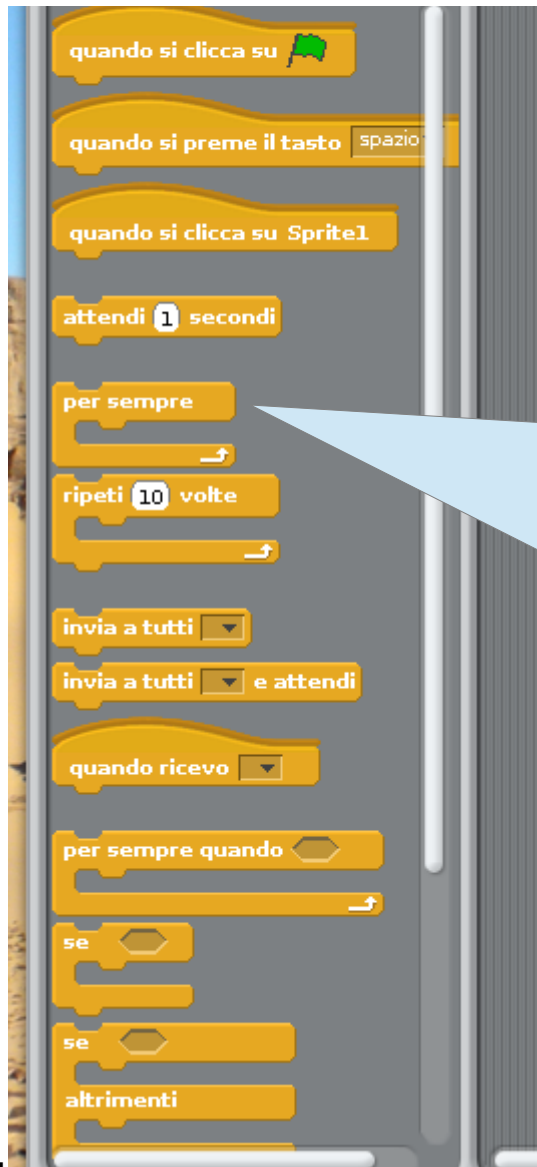 quando si clicca su
quando si preme il tasto spazio
quando si clicca su Sprite1
attendi 1 secondi
per sempre
ripeti 10 volte
invia a tutti
invia a tutti e attendi
quando ricevo
per sempre quando
se
se
altrimenti